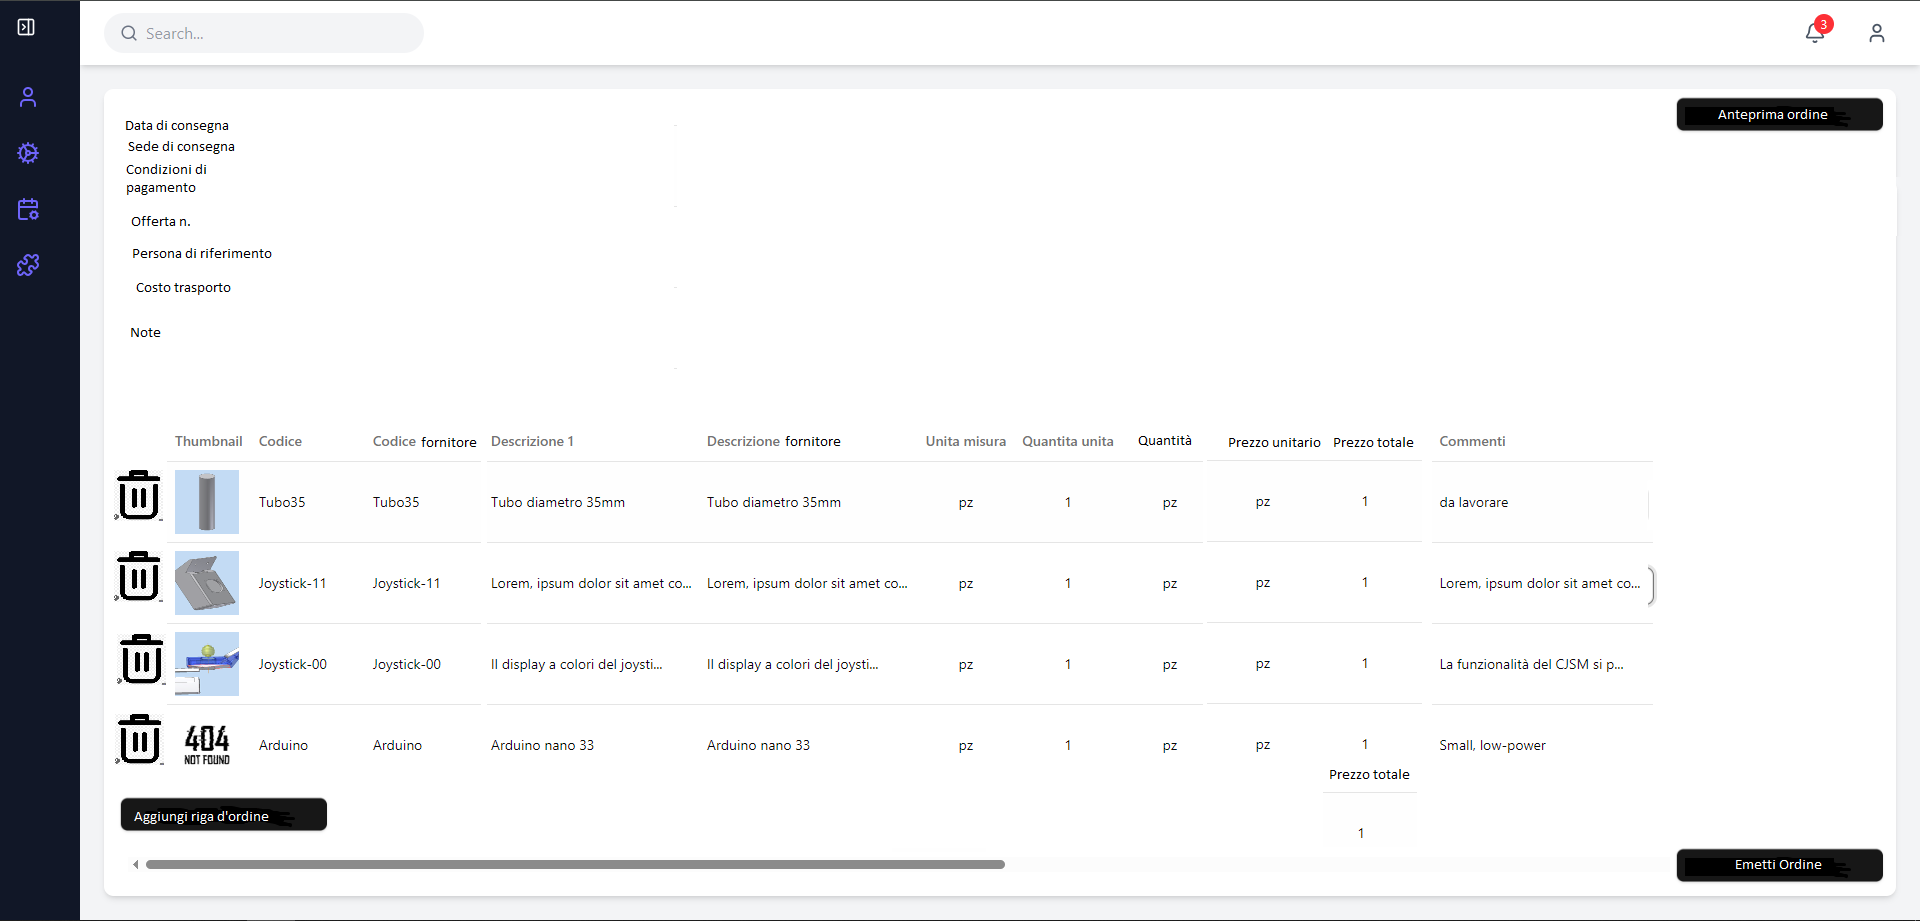 Search...
3
Anteprima ordine
Data di consegna
Sede di consegna
Condizioni di
pagamento
Offerta n.
Persona di riferimento
Costo trasporto
Note
Thumbnail Codice Codice fornitore Descrizione 1 Descrizione fornitore Unita misura Quantita unita Quantità Prezzo unitario Prezzo totale Commenti
Tubo35 Tubo35 Tubo diametro 35mm Tubo diametro 35mm pz 1 pz pz 1 da lavorare
Joystick-11 Joystick-11 Lorem, ipsum dolor sit amet co... Lorem, ipsum dolor sit amet co... pz 1 pz pz 1 Lorem, ipsum dolor sit amet co...
Joystick-00 Joystick-00 Il display a colori del joysti... Il display a colori del joysti... pz 1 pz pz 1 La funzionalità del CJSM si p...
404
NOT FOUND
Arduino Arduino Arduino nano 33 Arduino nano 33 pz 1 pz pz 1 Small, low-power
Prezzo totale
Aggiungi riga d'ordine
1
Emetti Ordine